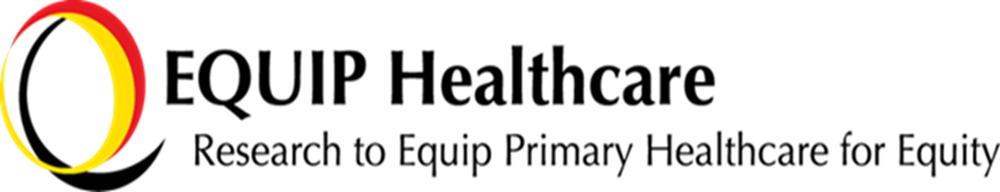 EQUIP Healthcare
Research to Equip Primary Healthcare for Equity